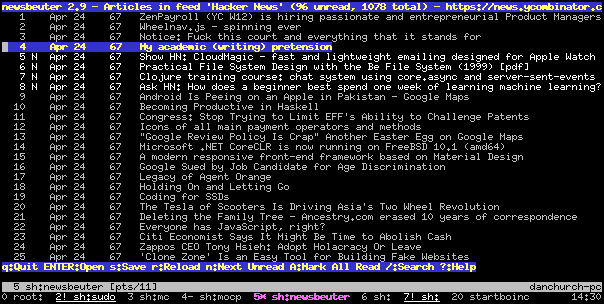 newsbeuter 2.9 - Articles in feed 'Hacker News' (96 unread, 1078 total) - https://news.ycombinator.c
1 Apr 24 67 ZenPayroll (YC W12) is hiring passionate and entrepreneurial Product Managers
2 Apr 24 67 Wheelnav.js - spinning ever
3 Apr 24 67 Notice: Fuck this court and everything that it stands for
4 Apr 24 67 My academic (writing) pretension
5 N Apr 24 67 Show HN: CloudMagic - fast and lightweight emailing designed for Apple Watch
6 N Apr 24 67 Practical File System Design with the Be File System (1999) [pdf]
7 N Apr 24 67 Clojure training course: chat system using core.async and server-sent-events
8 N Apr 24 67 Ask HN: How does a beginner best spend one week of learning machine learning?
9 Apr 24 67 Android Is Peeing on an Apple in Pakistan - Google Maps
10 Apr 24 67 Becoming Productive in Haskell
11 Apr 24 67 Congress: Stop Trying to Limit EFF's Ability to Challenge Patents
12 Apr 24 67 Icons of all main payment operators and methods
13 Apr 24 67 "Google Review Policy Is Crap" Another Easter Egg on Google Maps
14 Apr 24 67 Microsoft .NET CoreCLR is now running on FreeBSD 10.1 (amd64)
15 Apr 24 67 A modern responsive front-end framework based on Material Design
16 Apr 24 67 Google Sued by Job Candidate for Age Discrimination
17 Apr 24 67 Legacy of Agent Orange
18 Apr 24 67 Holding On and Letting Go
19 Apr 24 67 Coding for SSDs
20 Apr 24 67 The Tesla of Scooters Is Driving Asia's Two Wheel Revolution
21 Apr 24 67 Deleting the Family Tree - Ancestry.com erased 10 years of correspondence
22 Apr 24 67 Everyone has JavaScript, right?
23 Apr 24 67 Citi Economist Says It Might Be Time to Abolish Cash
24 Apr 24 67 Zappos CEO Tony Hsieh: Adopt Holacracy Or Leave
25 Apr 24 67 'Clone Zone' Is an Easy Tool for Building Fake Websites
q:Quit ENTER:Open s:Save r:Reload n:Next Unread A:Mark All Read /:Search ?:Help
5 sh:newsbeuter [pts/11] danchurch-pc
0 root: 2! sh:sudo 3 sh:mc 4- sh:mocp 5* sh:newsbeuter 6 sh: 7! sh: 20 startooinc 14:30